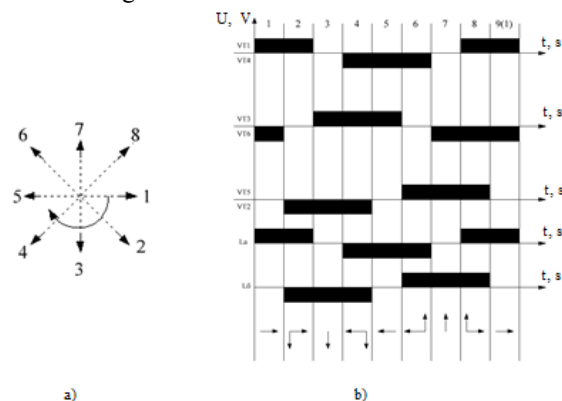 U, V
1 2 3 4 5 6 7 8 9(1)
VT1
t, s
VT4
VT3
t, s
VT6
VT5
t, s
VT2
La
t, s
t, s
6 7 8
5 1
4 3 2
a) b)